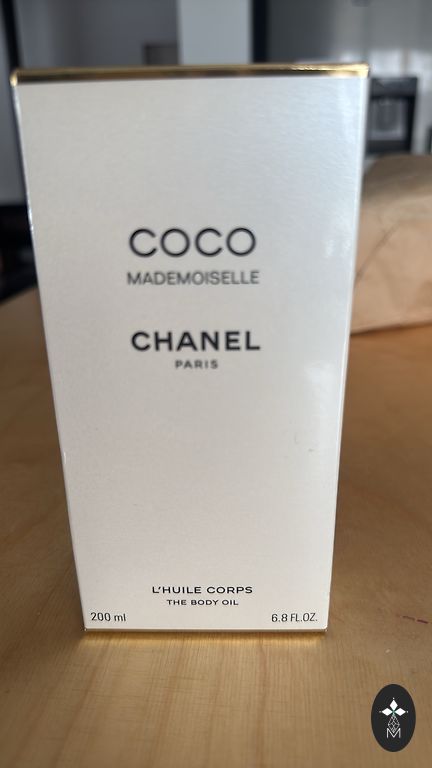 COCO
MADEMOISELLE
CHANEL
PARIS
L'HUILE CORPS
THE BODY OIL
200 ml 6.8 FL.OZ.